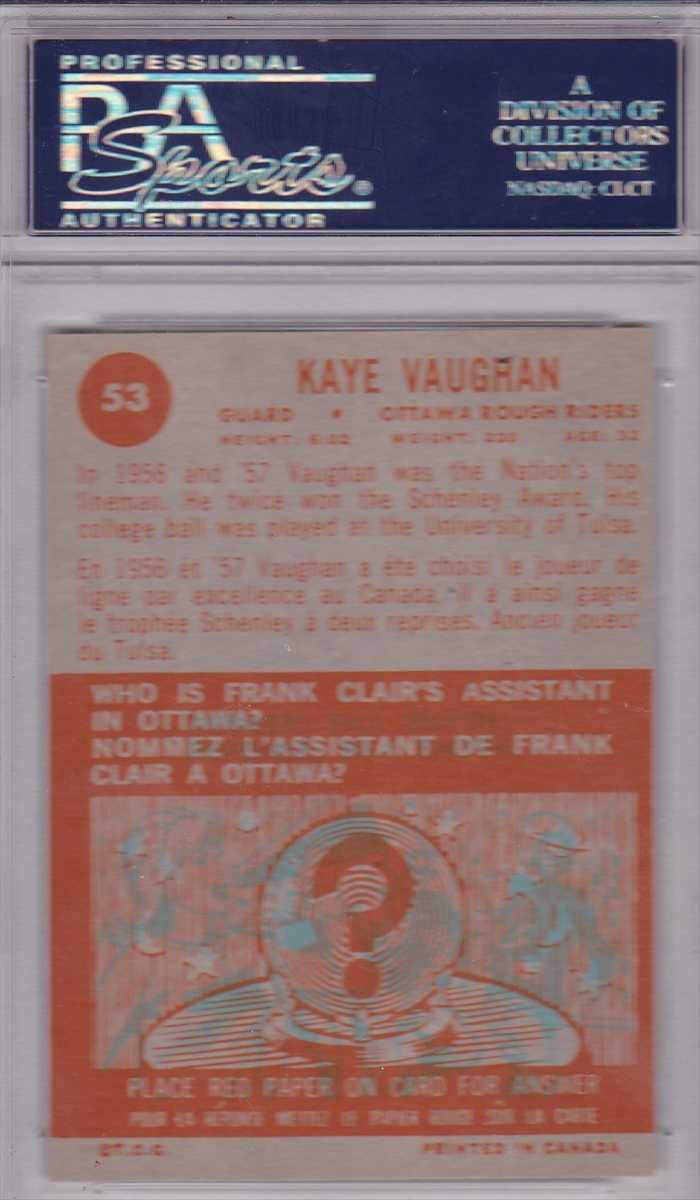 PROFESSIONAL
PSA
Sports®
AUTHENTICATOR
A
DIVISION OF
COLLECTORS
UNIVERSE
NASDAQ: CLCT
53
KAYE VAUGHAN
GUARD • OTTAWA ROUGH RIDERS
HEIGHT: 6.02 WEIGHT: 220 AGE: 32
In 1956 and '57 Vaughan was the Nation's top
lineman. He twice won the Schenley Award. His
college ball was played at the University of Tulsa.
En 1956 et '57 Vaughan a été choisi le joueur de
ligne par excellence au Canada. Il a ainsi gagné
le trophée Schenley à deux reprises. Ancien joueur
du Tulsa.
WHO IS FRANK CLAIR'S ASSISTANT
IN OTTAWA?
NOMMEZ L'ASSISTANT DE FRANK
CLAIR A OTTAWA?
?
PLACE RED PAPER ON CARD FOR ANSWER
POUR LA RÉPONSE METTEZ LE PAPIER ROUGE SUR LA CARTE
©T.C.G. PRINTED IN CANADA